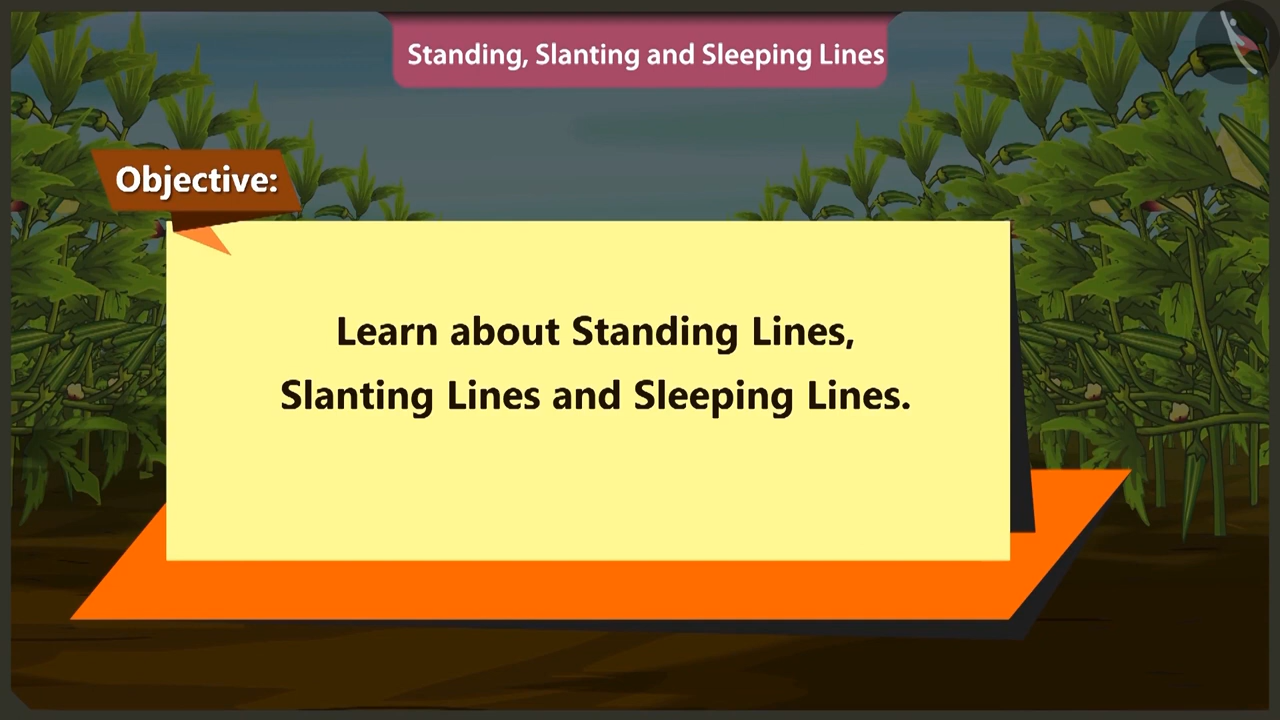 Standing, Slanting and Sleeping Lines
Objective:
Learn about Standing Lines,
Slanting Lines and Sleeping Lines.